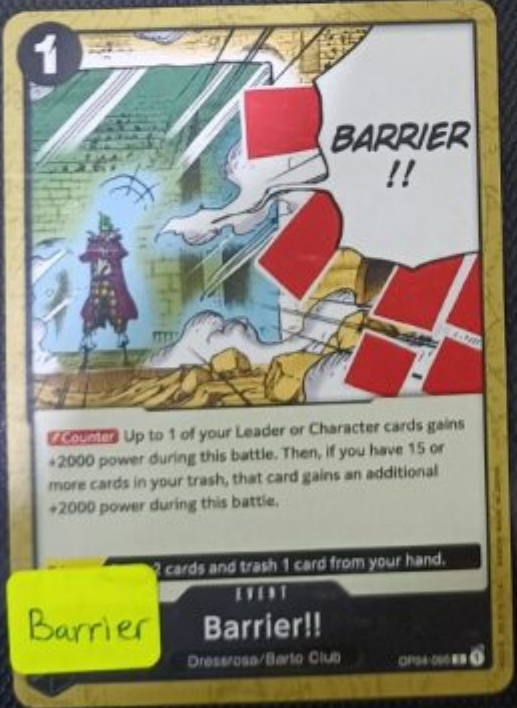 1
BARRIER
!!
Counter Up to 1 of your Leader or Character cards gains
+2000 power during this battle. Then, if you have 15 or
more cards in your trash, that card gains an additional
+2000 power during this battle.
2 cards and trash 1 card from your hand.
EVENT
Barrier
Barrier!!
Dressrosa/Barto Club
1